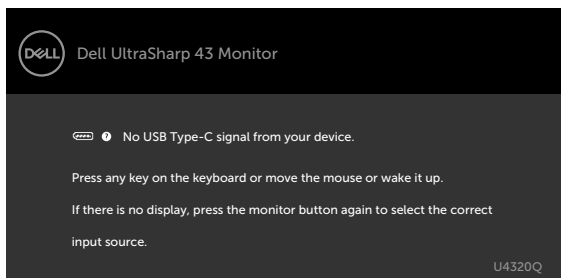 DELL
Dell UltraSharp 43 Monitor
No USB Type-C signal from your device.
Press any key on the keyboard or move the mouse or wake it up.
If there is no display, press the monitor button again to select the correct
input source.
U4320Q